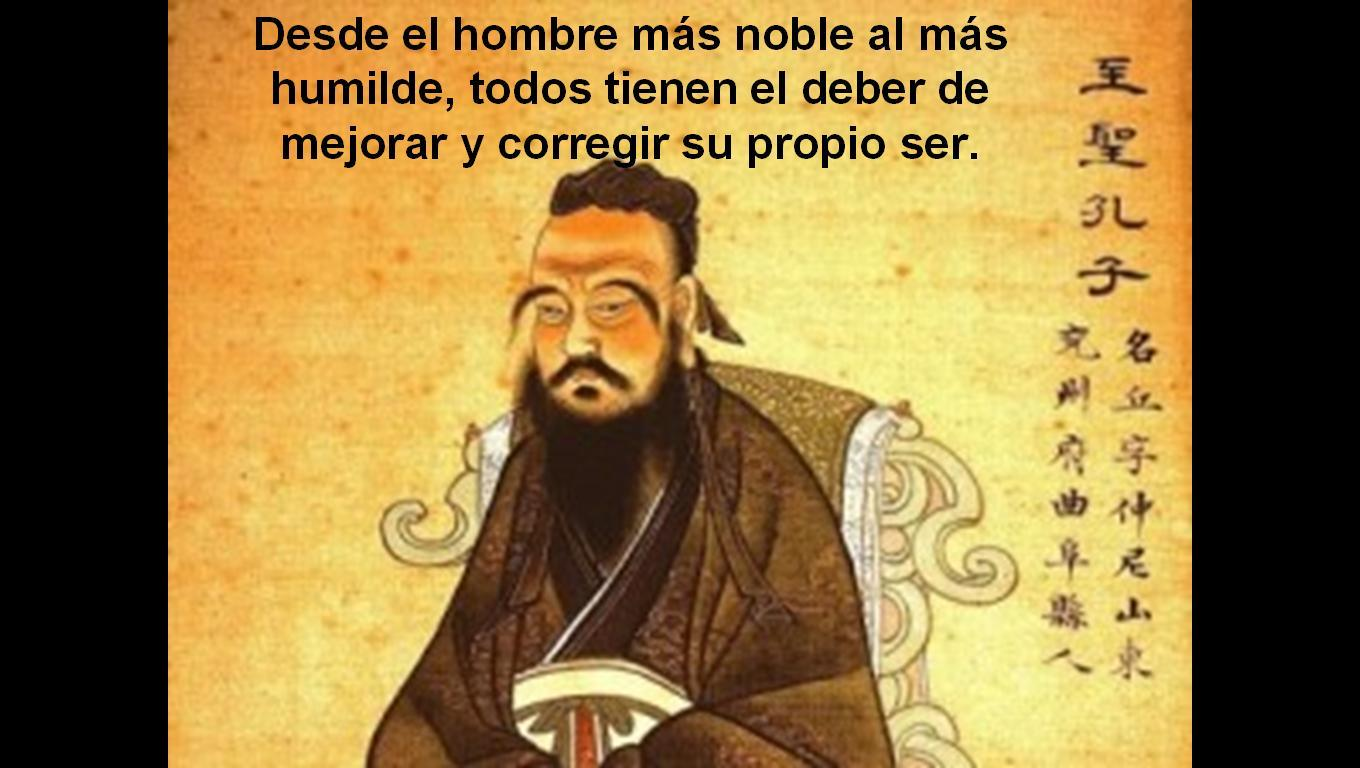 Desde el hombre más noble al más
humilde, todos tienen el deber de
mejorar y corregir su propio ser.
至聖孔子
名丘字仲尼山東
兗州府曲阜縣人